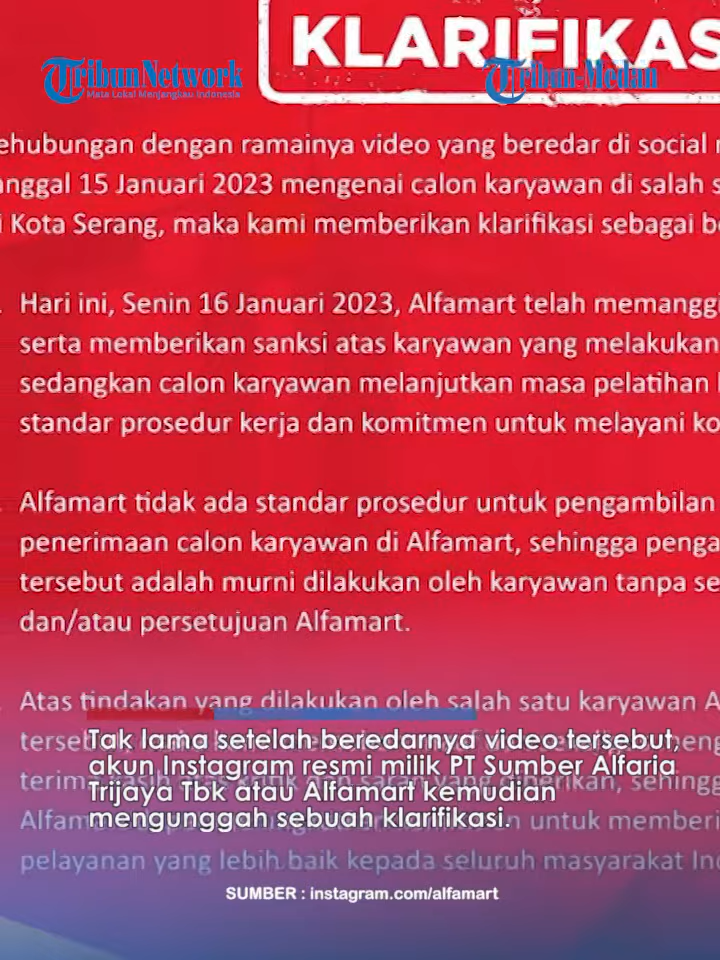 KLARIFIKAS
TribunNetwork
Mata Lokal Menjangkau Indonesia
Tribun-Medan
ehubungan dengan ramainya video yang beredar di social
anggal 15 Januari 2023 mengenai calon karyawan di salah s
i Kota Serang, maka kami memberikan klarifikasi sebagai be
Hari ini, Senin 16 Januari 2023, Alfamart telah memangg
serta memberikan sanksi atas karyawan yang melakukan
sedangkan calon karyawan melanjutkan masa pelatihan
standar prosedur kerja dan komitmen untuk melayani ko
Alfamart tidak ada standar prosedur untuk pengambilan
penerimaan calon karyawan di Alfamart, sehingga penga
tersebut adalah murni dilakukan oleh karyawan tanpa se
dan/atau persetujuan Alfamart.
Atas tindakan yang dilakukan oleh salah satu karyawan A
Tak lama setelah beredarnya video tersebut,
akun Instagram resmi milik PT Sumber Alfaria
Trijaya Tbk atau Alfamart kemudian
mengunggah sebuah klarifikasi.
pelayanan yang lebih baik kepada seluruh masyarakat Ind
SUMBER : instagram.com/alfamart